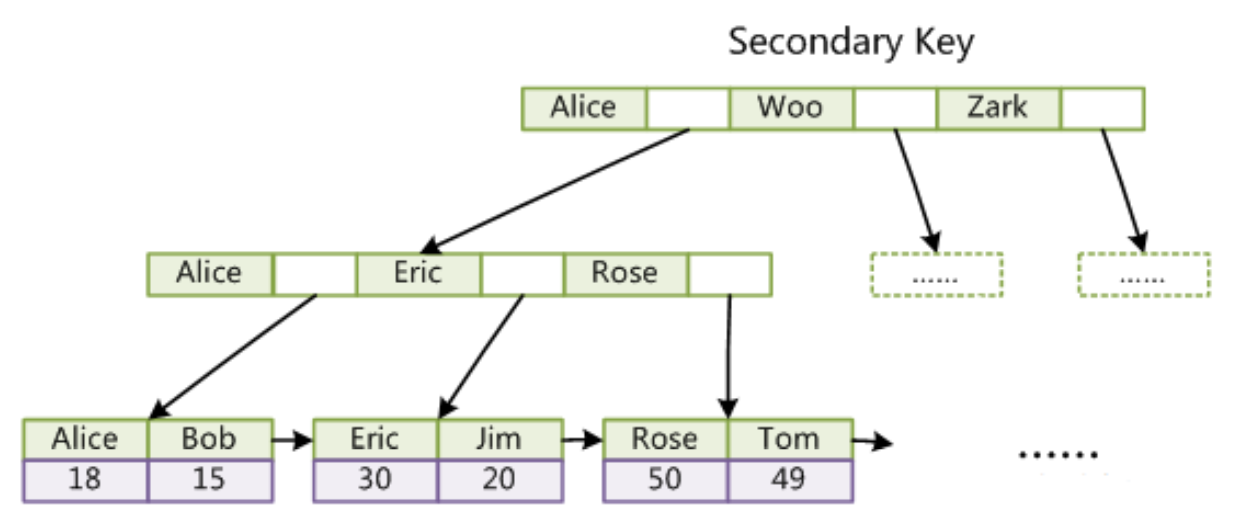 Secondary Key
Alice Woo Zark
Alice Eric Rose ...... ......
Alice Bob Eric Jim Rose Tom
18 15 30 20 50 49
......